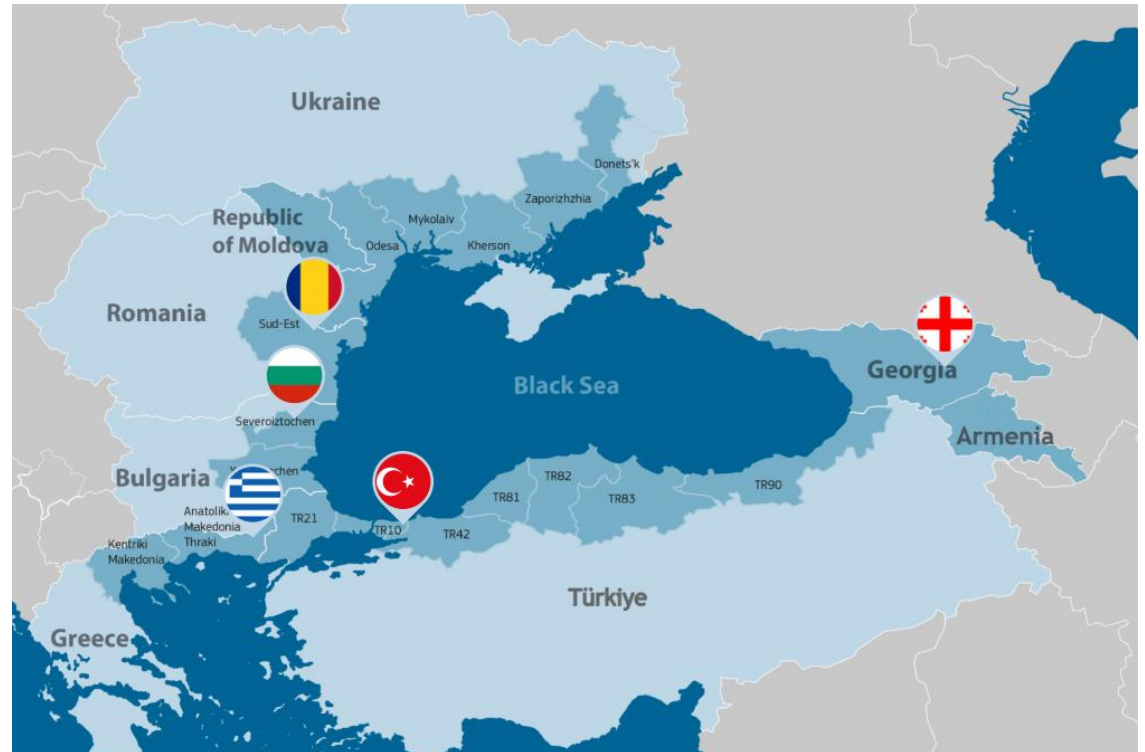 Ukraine
Donets'k
Zaporizhzhia
Republic
of Moldova
Mykolaiv
Odesa
Kherson
Romania
Sud-Est
Black Sea
Georgia
Severoiztochen
Armenia
Bulgaria
chen
TR82
TR81
TR83
TR90
Anatoliki
Makedonia
Thraki
TR21
TR10
TR42
Kentriki
Makedonia
Türkiye
Greece